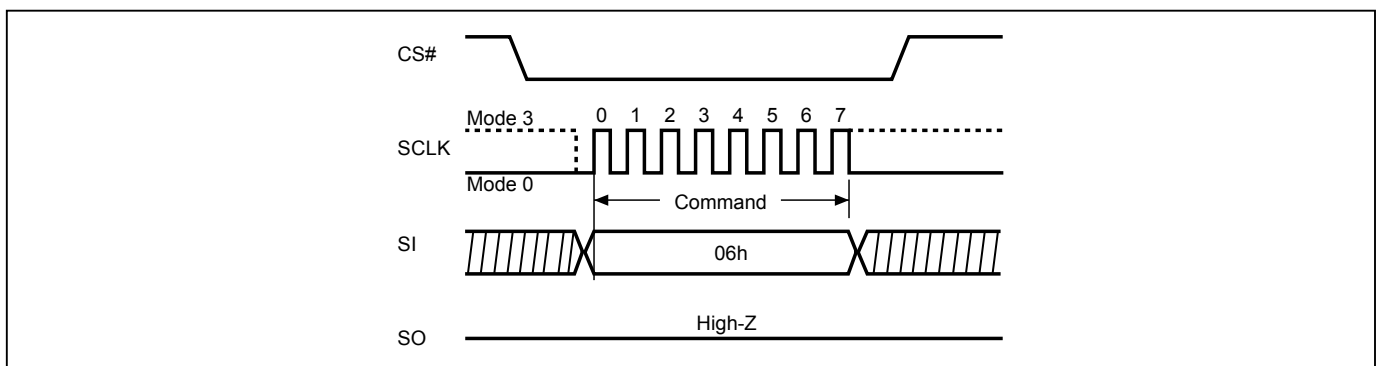 CS#
Mode 3
0 1 2 3 4 5 6 7
SCLK
Mode 0
Command
SI
06h
High-Z
SO